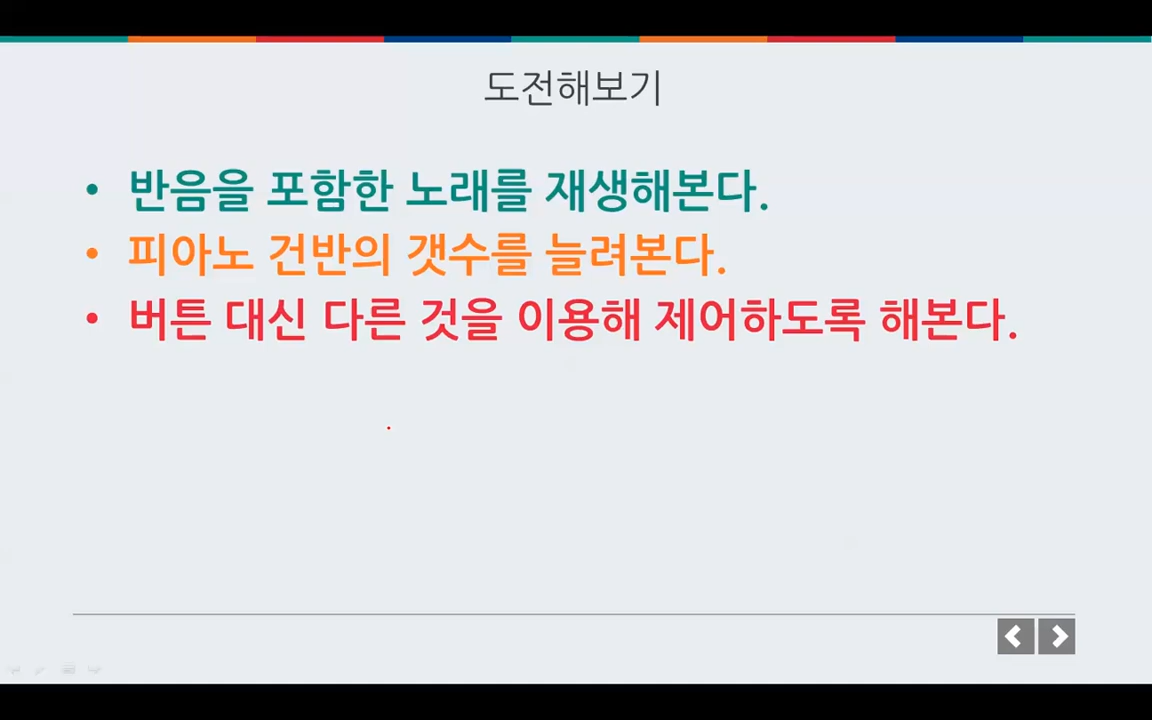 도전해보기
• 반음을 포함한 노래를 재생해본다.
• 피아노 건반의 갯수를 늘려본다.
• 버튼 대신 다른 것을 이용해 제어하도록 해본다.